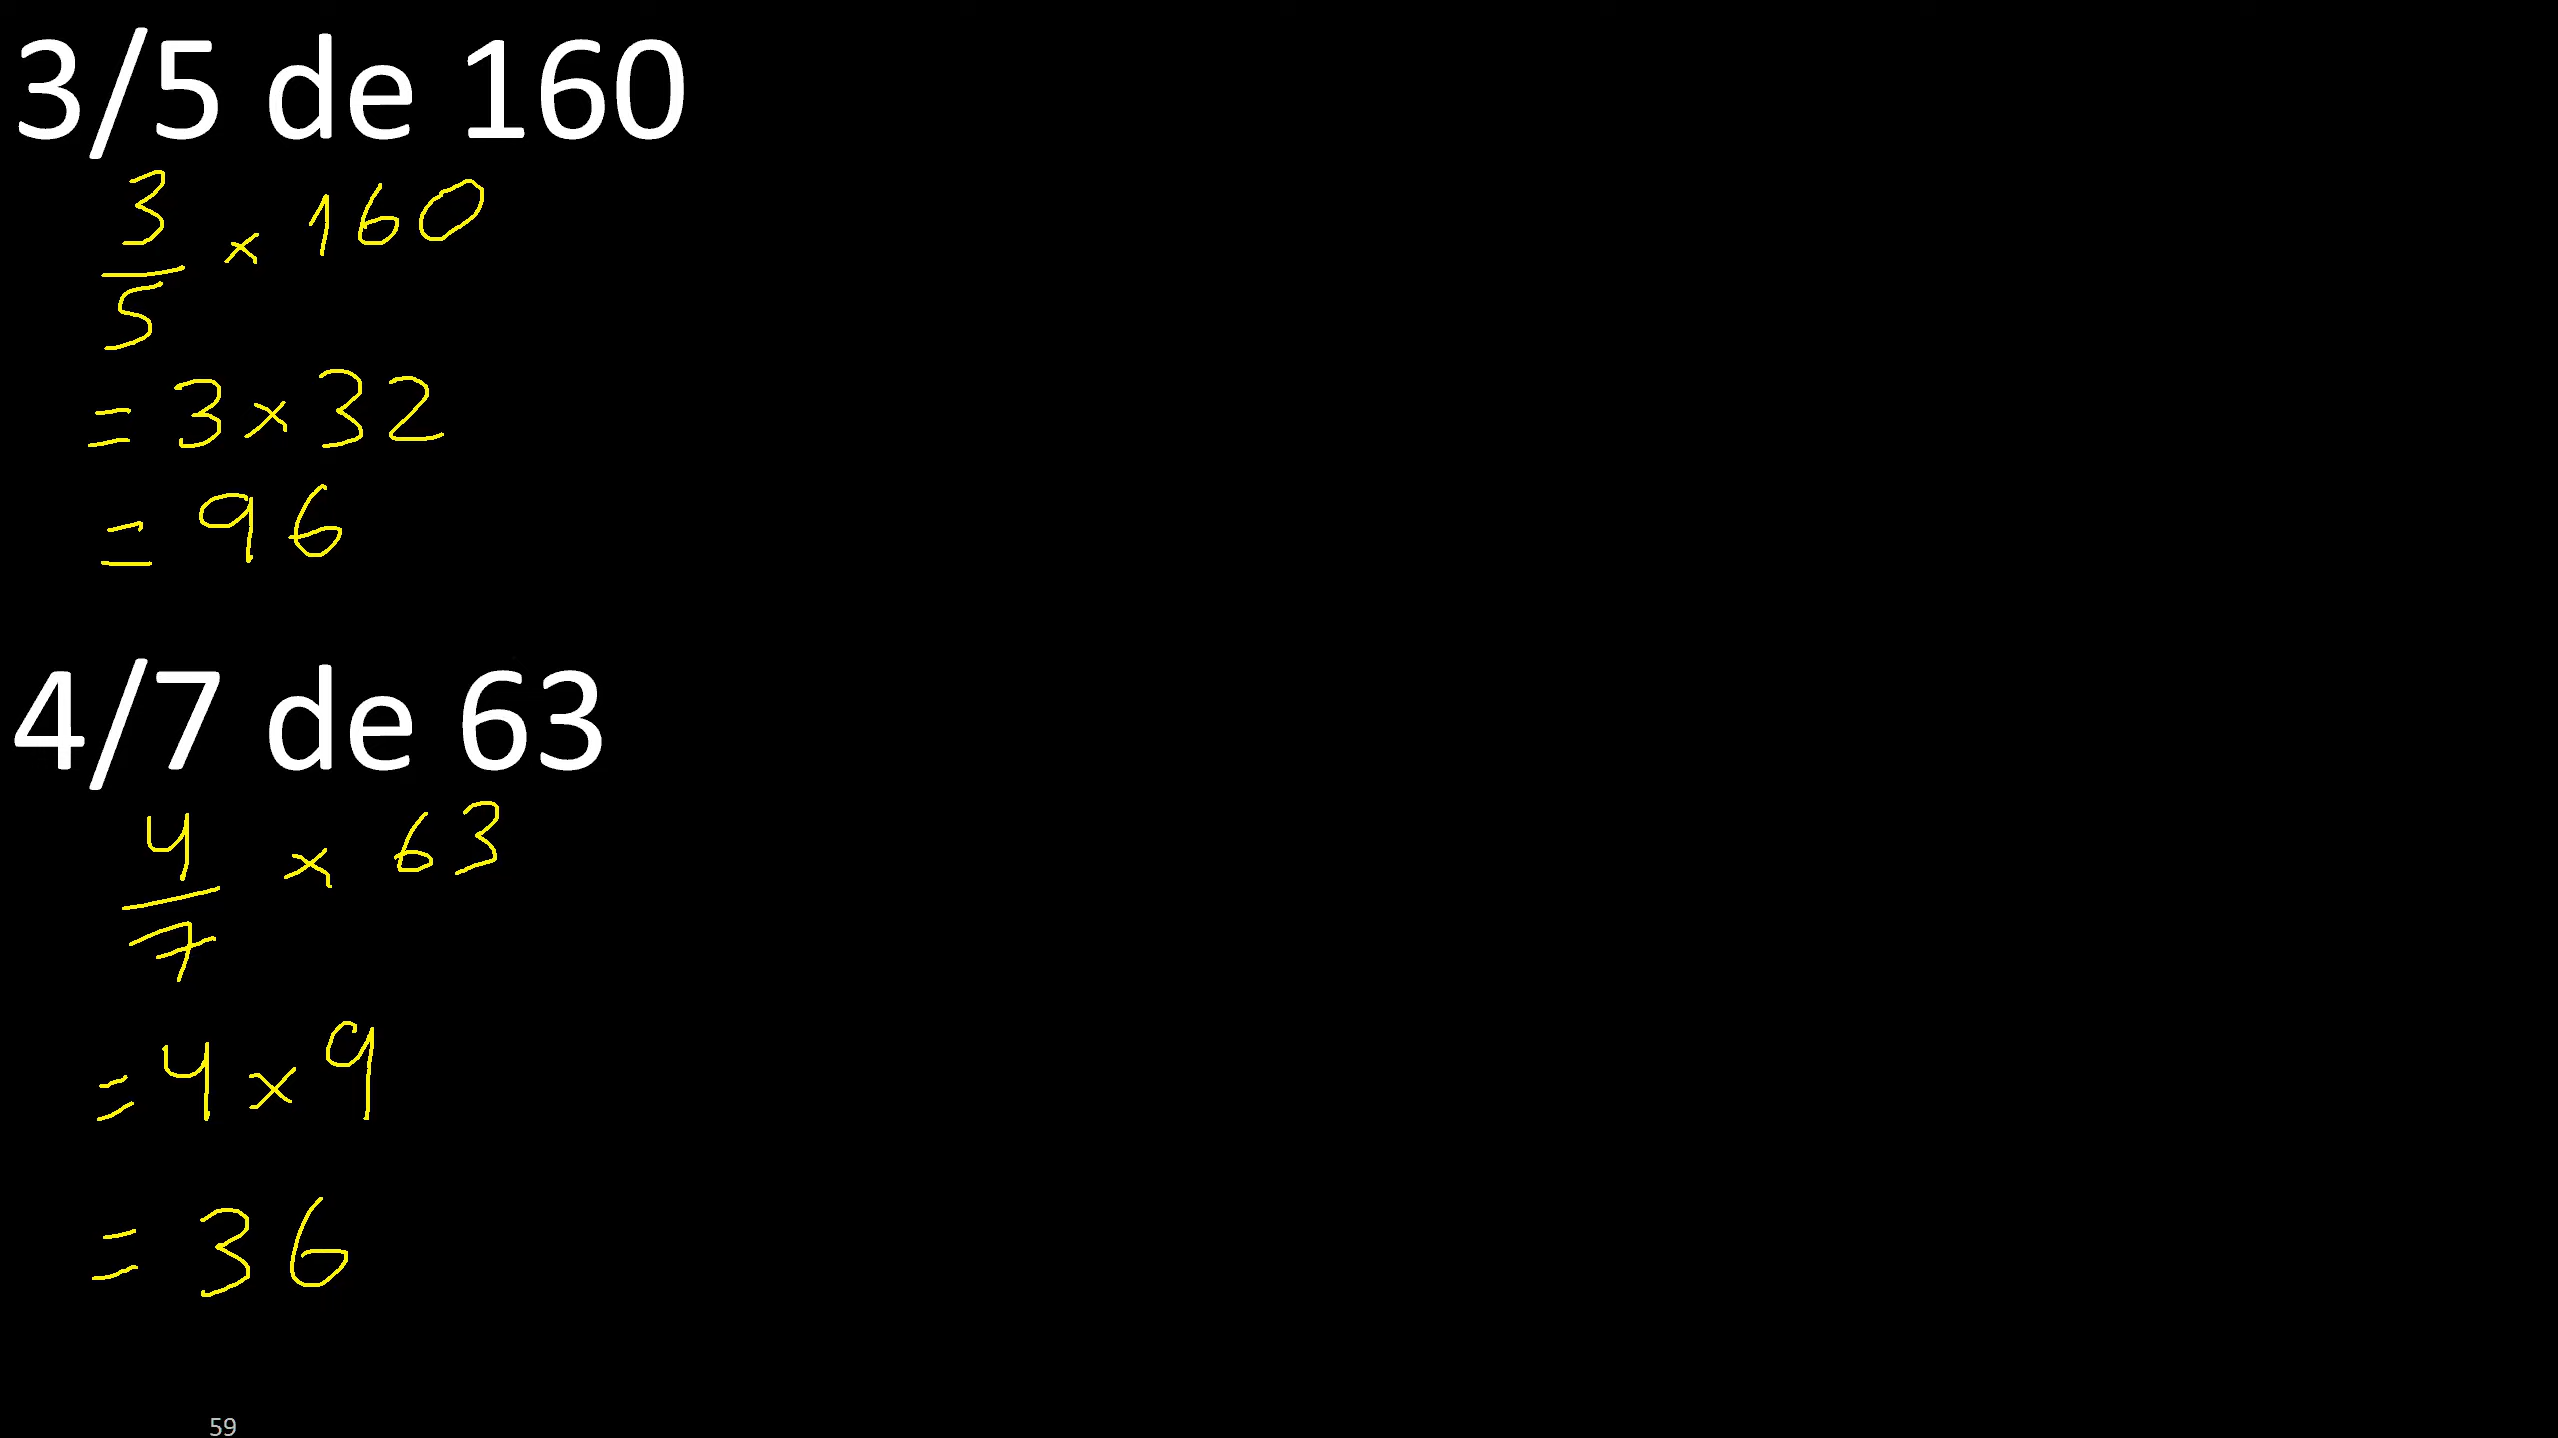 3/5 de 160
3/5 × 160
= 3 × 32
= 96
4/7 de 63
4/7 × 63
= 4 × 9
= 36
59